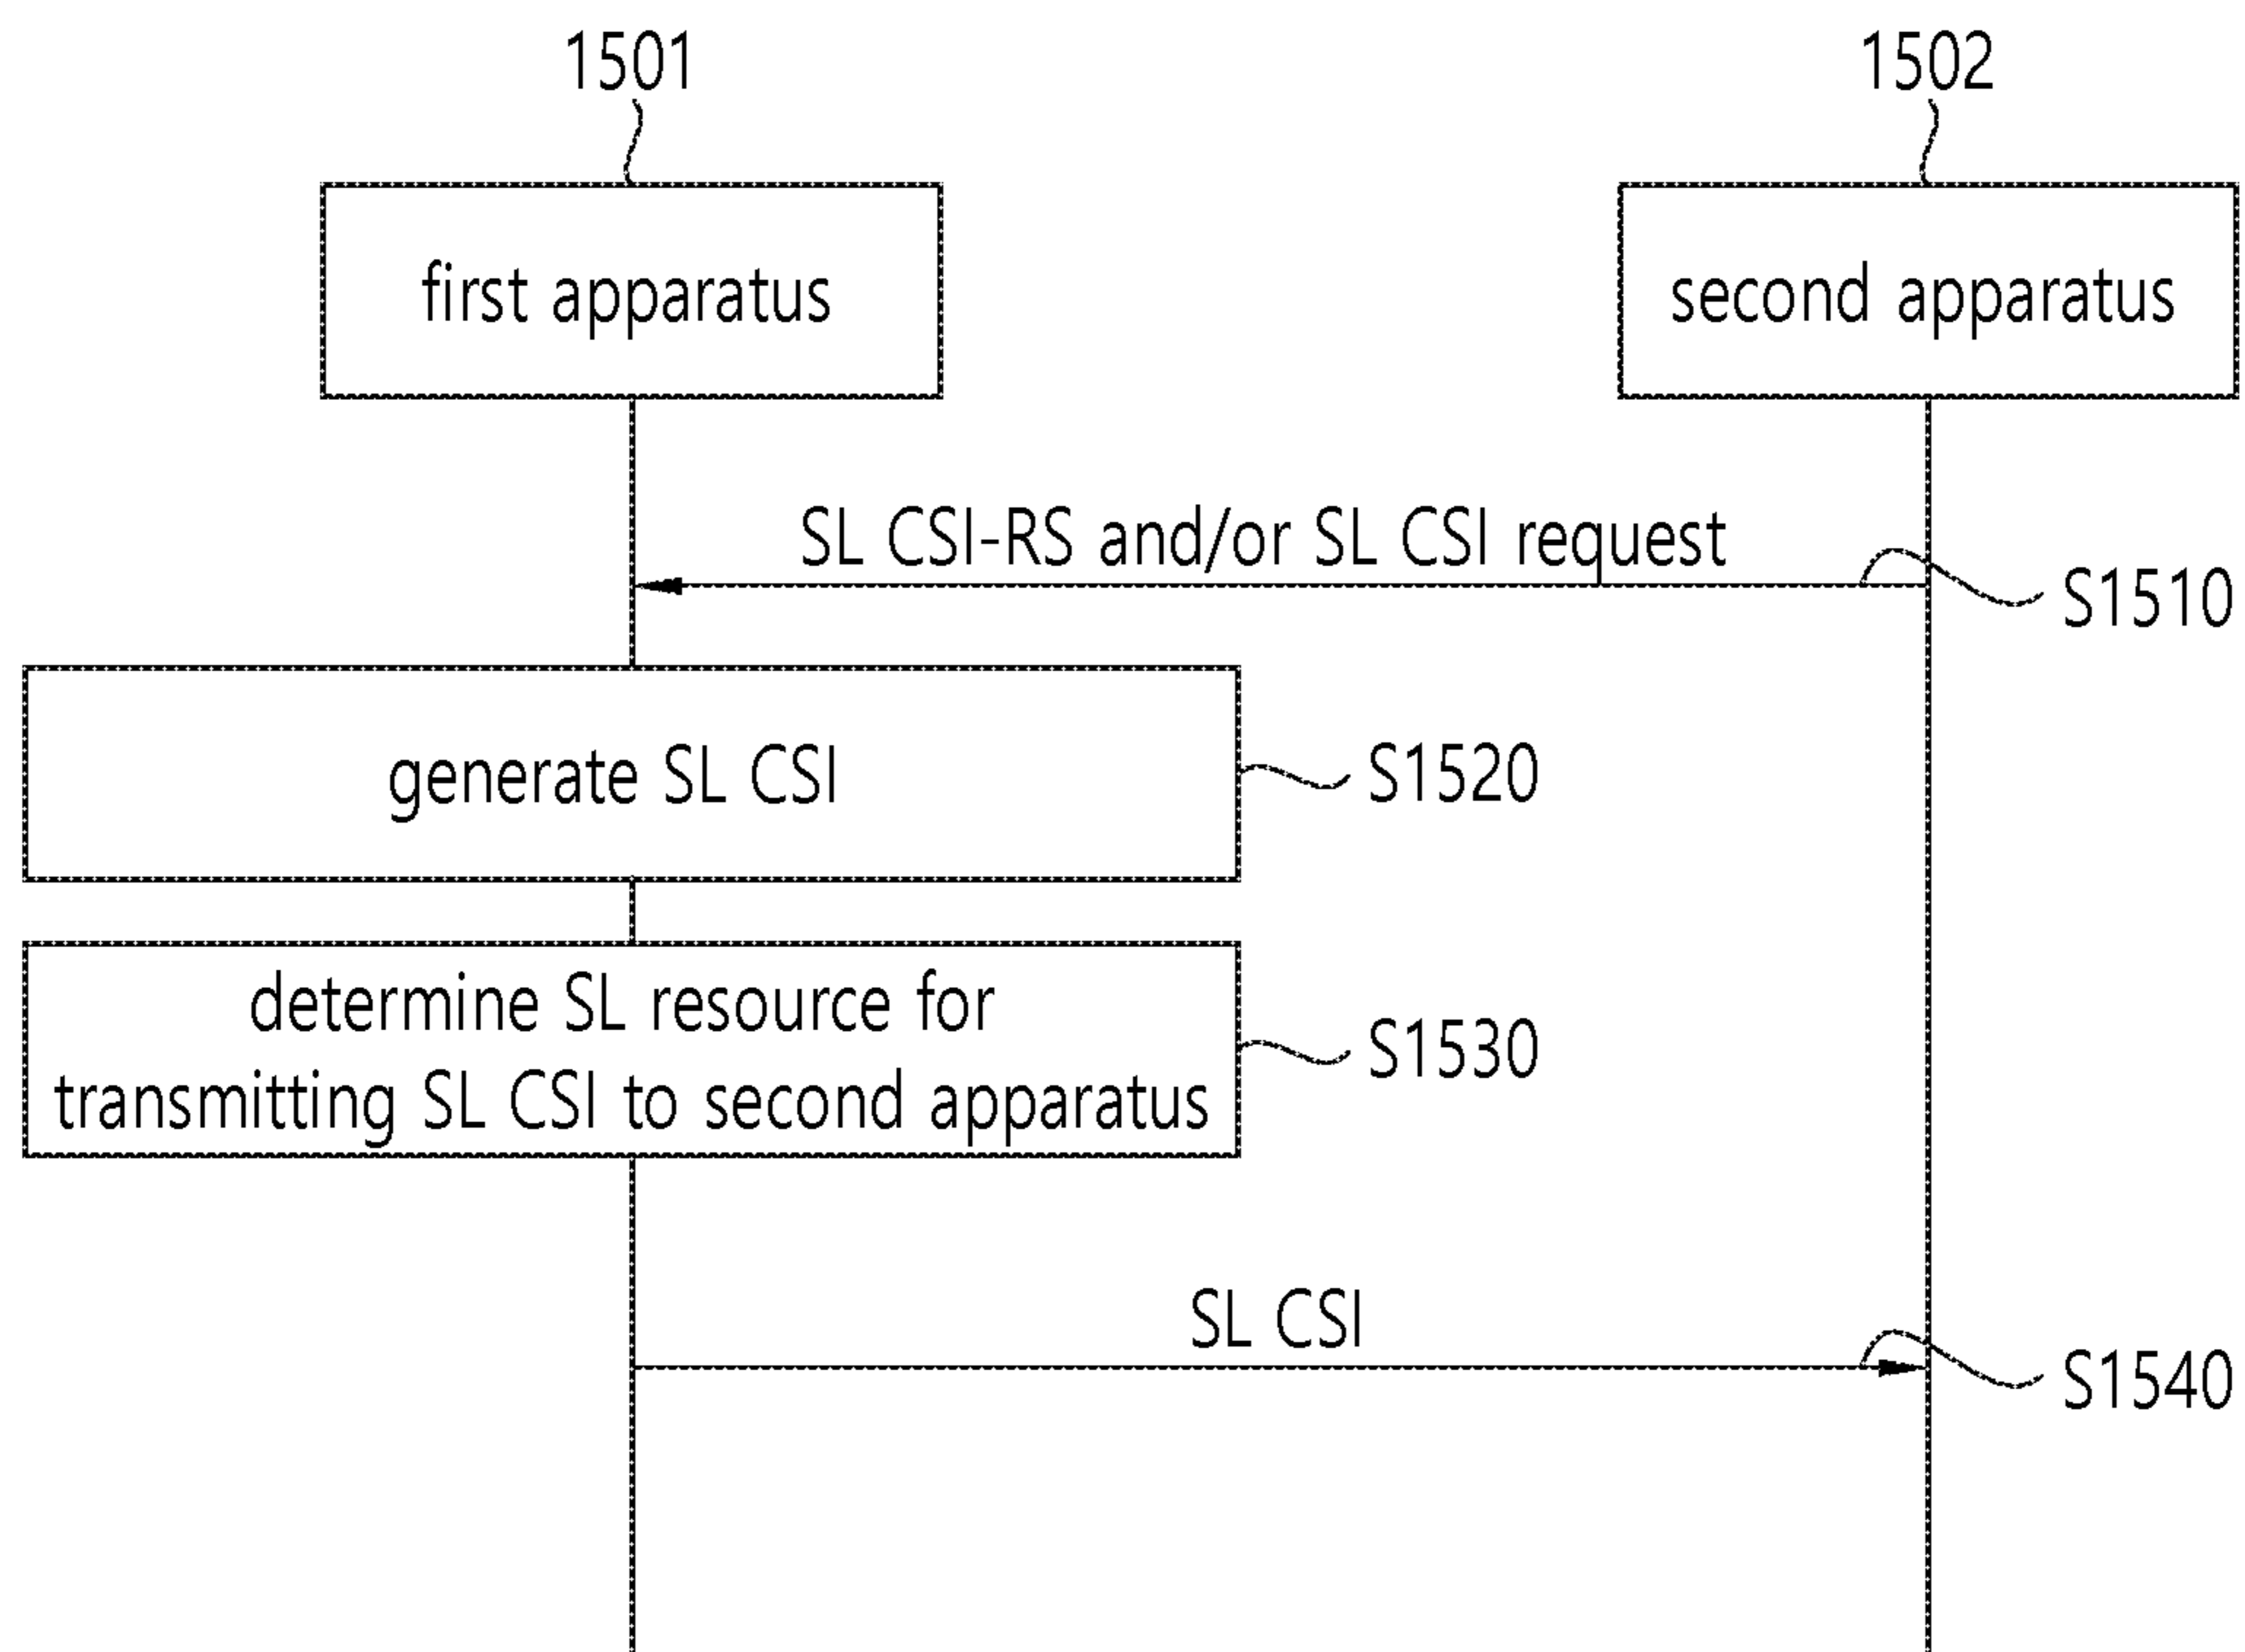 1501
1502
first apparatus
second apparatus
SL CSI-RS and/or SL CSI request
S1510
generate SL CSI
S1520
determine SL resource for
transmitting SL CSI to second apparatus
S1530
SL CSI
S1540